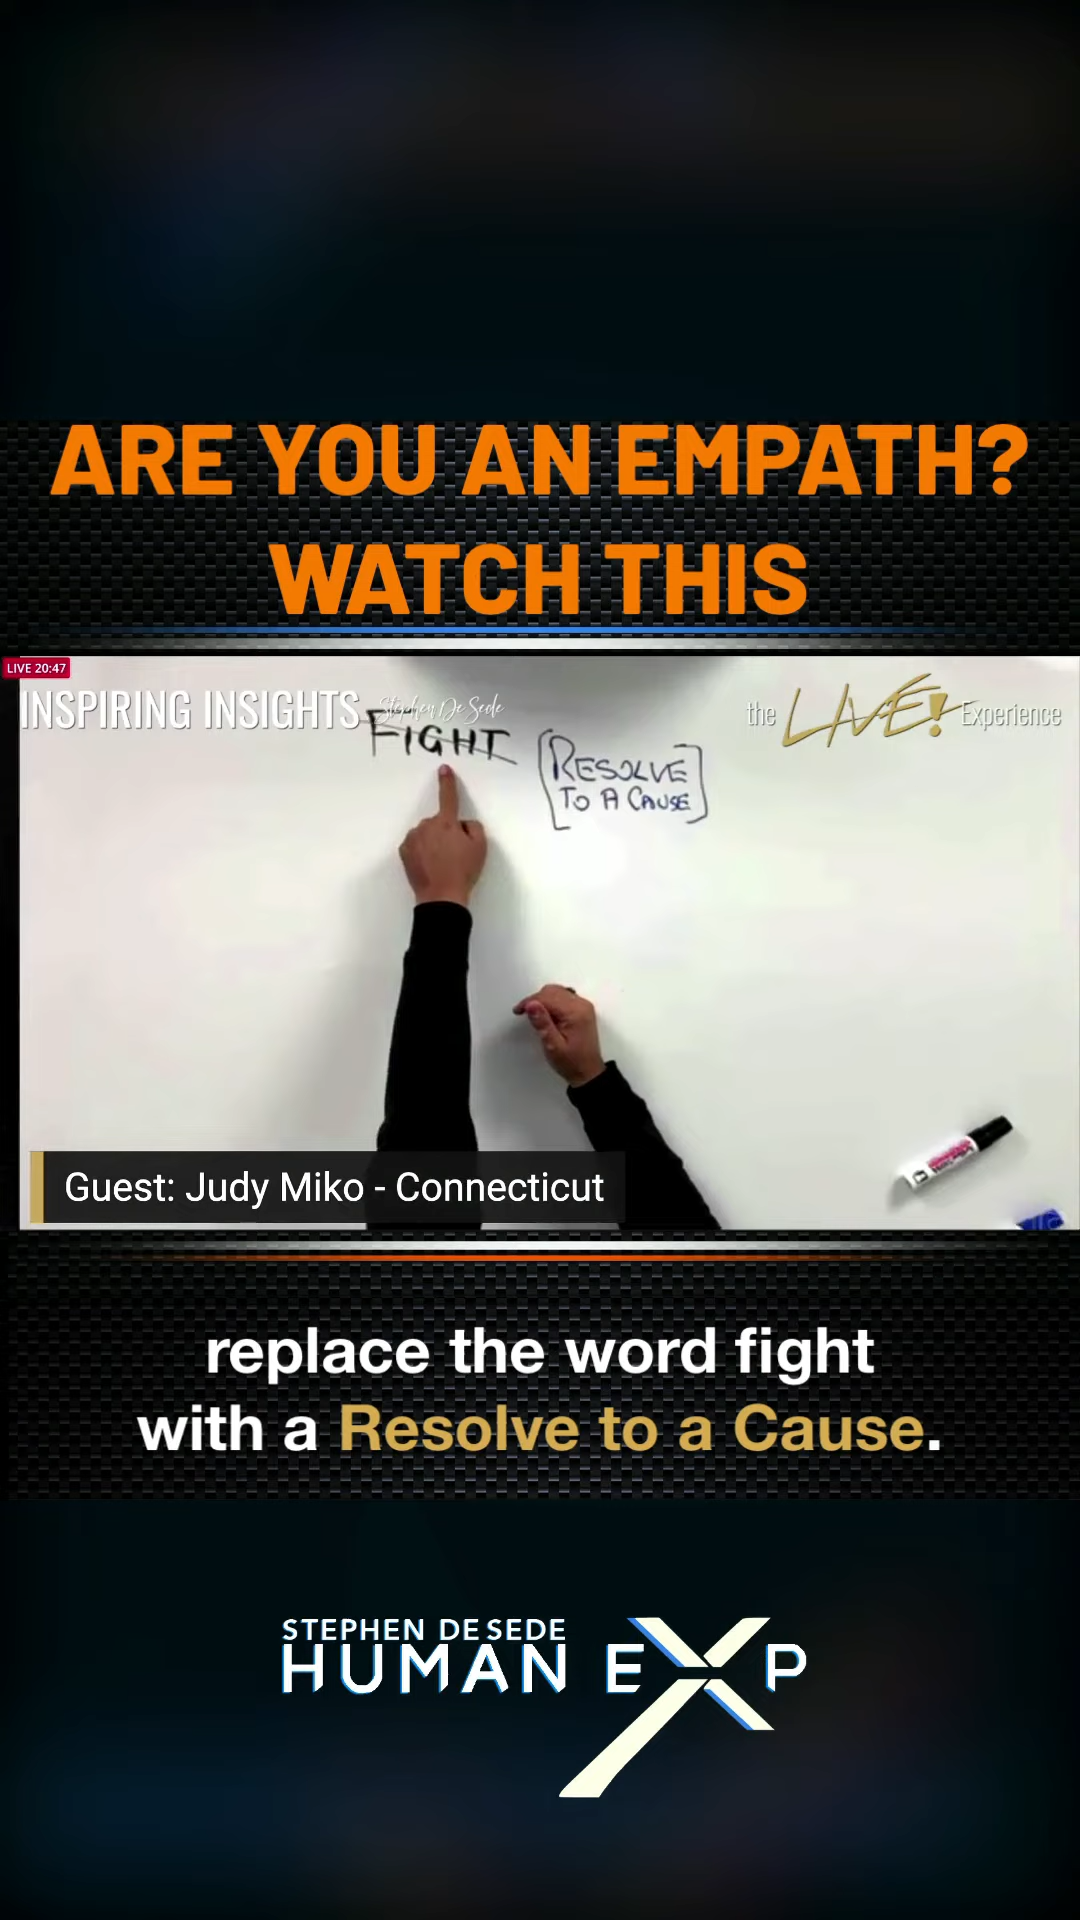 ARE YOU AN EMPATH?
WATCH THIS
LIVE 20:47
INSPIRING INSIGHTS Stephen De Sede
the LIVE! Experience
FIGHT
[RESOLVE
TO A CAUSE]
Guest: Judy Miko - Connecticut
replace the word fight
with a Resolve to a Cause.
STEPHEN DE SEDE
HUMAN EXP